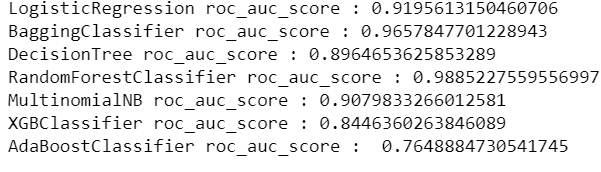 LogisticRegression roc_auc_score : 0.9195613150460706
BaggingClassifier roc_auc_score : 0.9657847701228943
DecisionTree roc_auc_score : 0.8964653625853289
RandomForestClassifier roc_auc_score : 0.9885227559556997
MultinomialNB roc_auc_score : 0.9079833266012581
XGBClassifier roc_auc_score : 0.8446360263846089
AdaBoostClassifier roc_auc_score :  0.7648884730541745